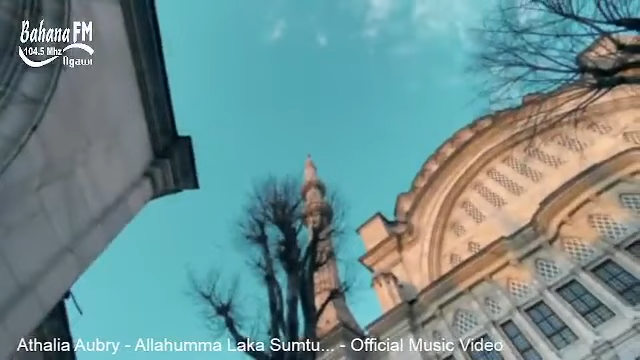 Bahana FM
104.5 Mhz
Ngawi
Athalia Aubry - Allahumma Laka Sumtu... - Official Music Video